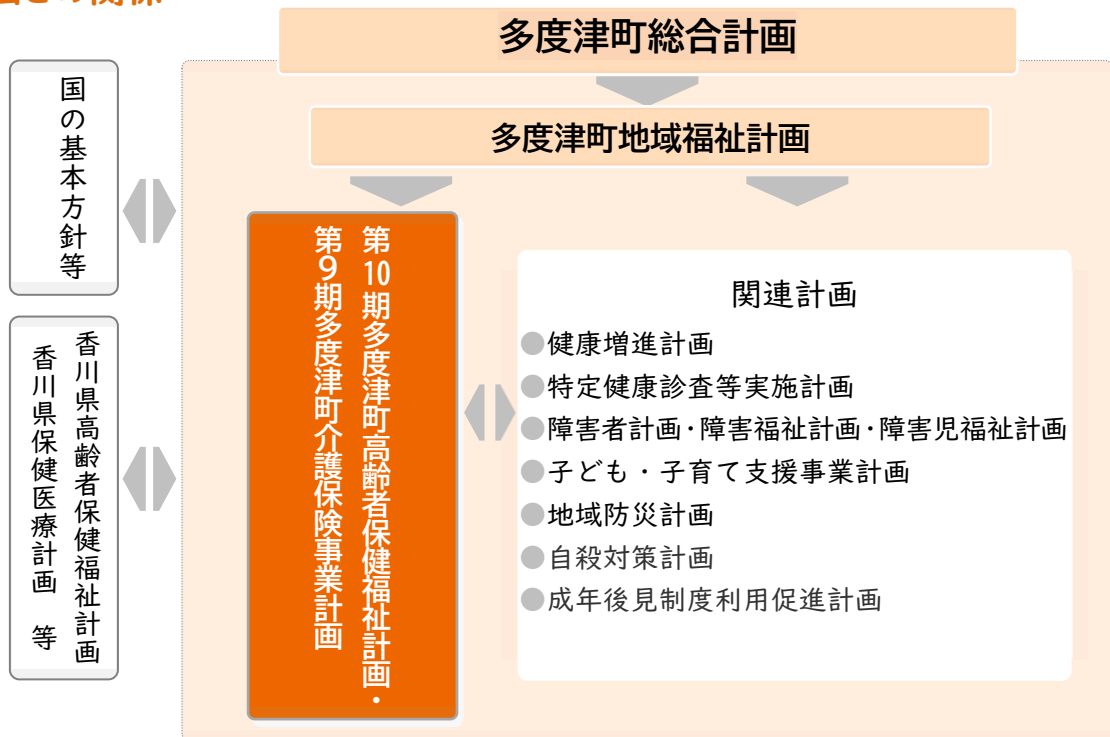 との関係
多度津町総合計画
多度津町地域福祉計画
国の基本方針等
香川県高齢者保健福祉計画
香川県保健医療計画　等
第10期多度津町高齢者保健福祉計画・
第9期多度津町介護保険事業計画
関連計画
●健康増進計画
●特定健康診査等実施計画
●障害者計画・障害福祉計画・障害児福祉計画
●子ども・子育て支援事業計画
●地域防災計画
●自殺対策計画
●成年後見制度利用促進計画